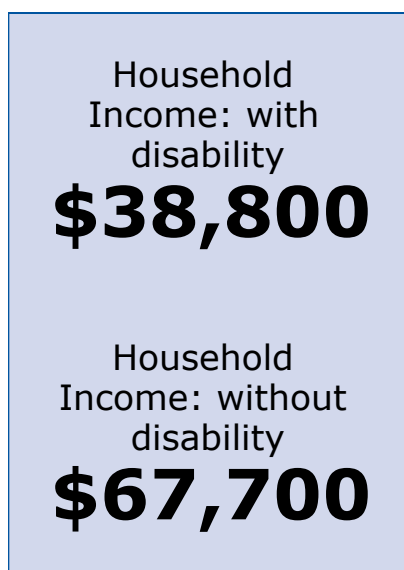 Household
Income: with
disability
$38,800
Household
Income: without
disability
$67,700